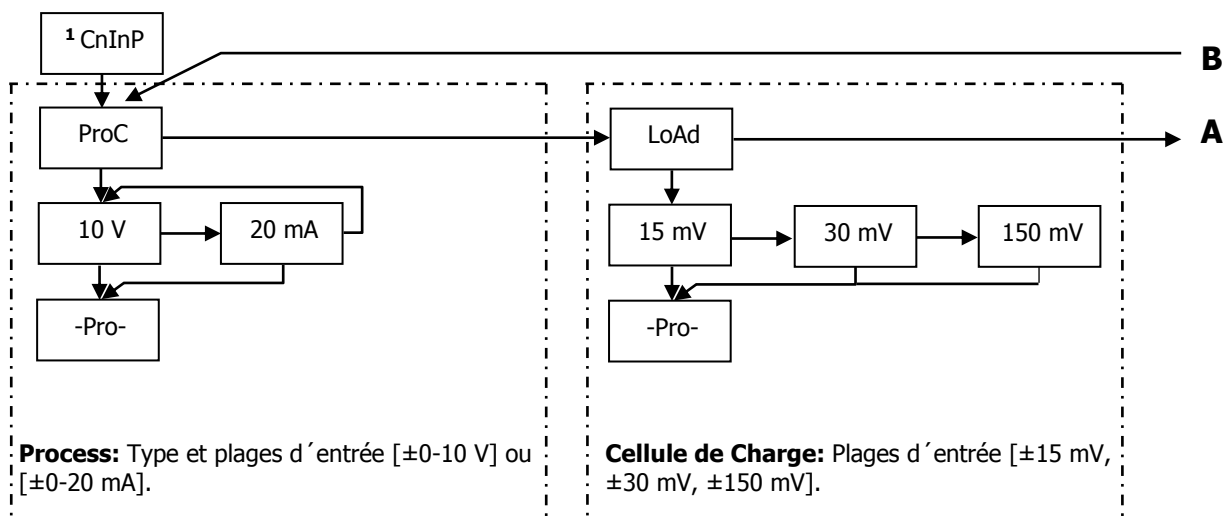 ¹ CnInP
B
ProC
LoAd
A
10 V
20 mA
15 mV
30 mV
150 mV
-Pro-
-Pro-
Process: Type et plages d´entrée [±0-10 V] ou
[±0-20 mA].
Cellule de Charge: Plages d´entrée [±15 mV,
±30 mV, ±150 mV].